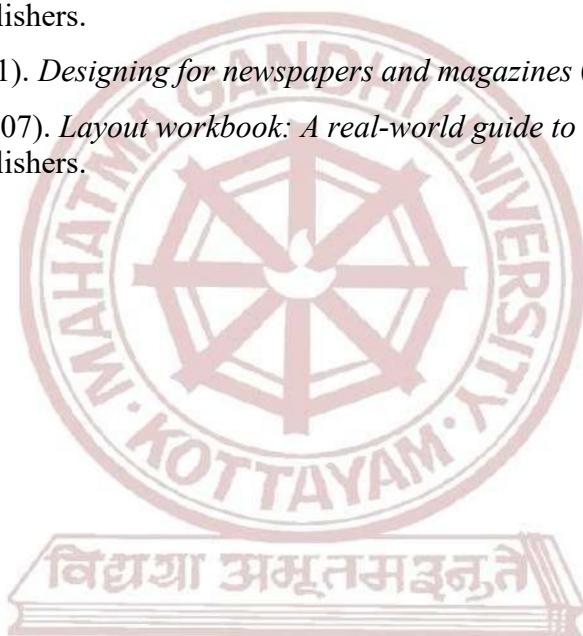 lishers.
1). Designing for newspapers and magazines
07). Layout workbook: A real-world guide to
lishers.
MAHATMA GANDHI UNIVERSITY
KOTTAYAM
विद्यया अमृतमश्नुते